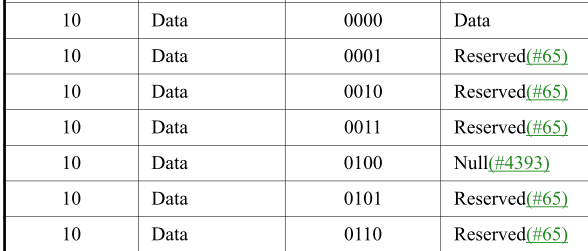 10 Data 0000 Data
10 Data 0001 Reserved(#65)
10 Data 0010 Reserved(#65)
10 Data 0011 Reserved(#65)
10 Data 0100 Null(#4393)
10 Data 0101 Reserved(#65)
10 Data 0110 Reserved(#65)